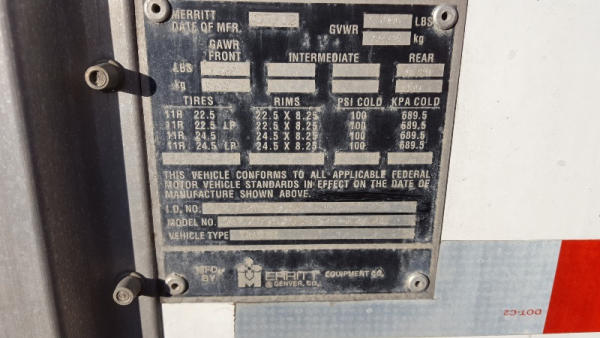 MERRITT
DATE OF MFR. GVWR LBS
kg
GAWR
FRONT INTERMEDIATE REAR
LBS
kg
TIRES RIMS PSI COLD KPA COLD
11R 22.5 22.5 X 8.25 100 689.5
11R 22.5 LP 22.5 X 8.25 100 689.5
11R 24.5 24.5 X 8.25 100 689.5
11R 24.5 LP 24.5 X 8.25 100 689.5
THIS VEHICLE CONFORMS TO ALL APPLICABLE FEDERAL
MOTOR VEHICLE STANDARDS IN EFFECT ON THE DATE OF
MANUFACTURE SHOWN ABOVE.
I.D. NO.
MODEL NO.
VEHICLE TYPE
MFD. BY MERRITT EQUIPMENT CO.
DENVER, CO.
DOT-C2